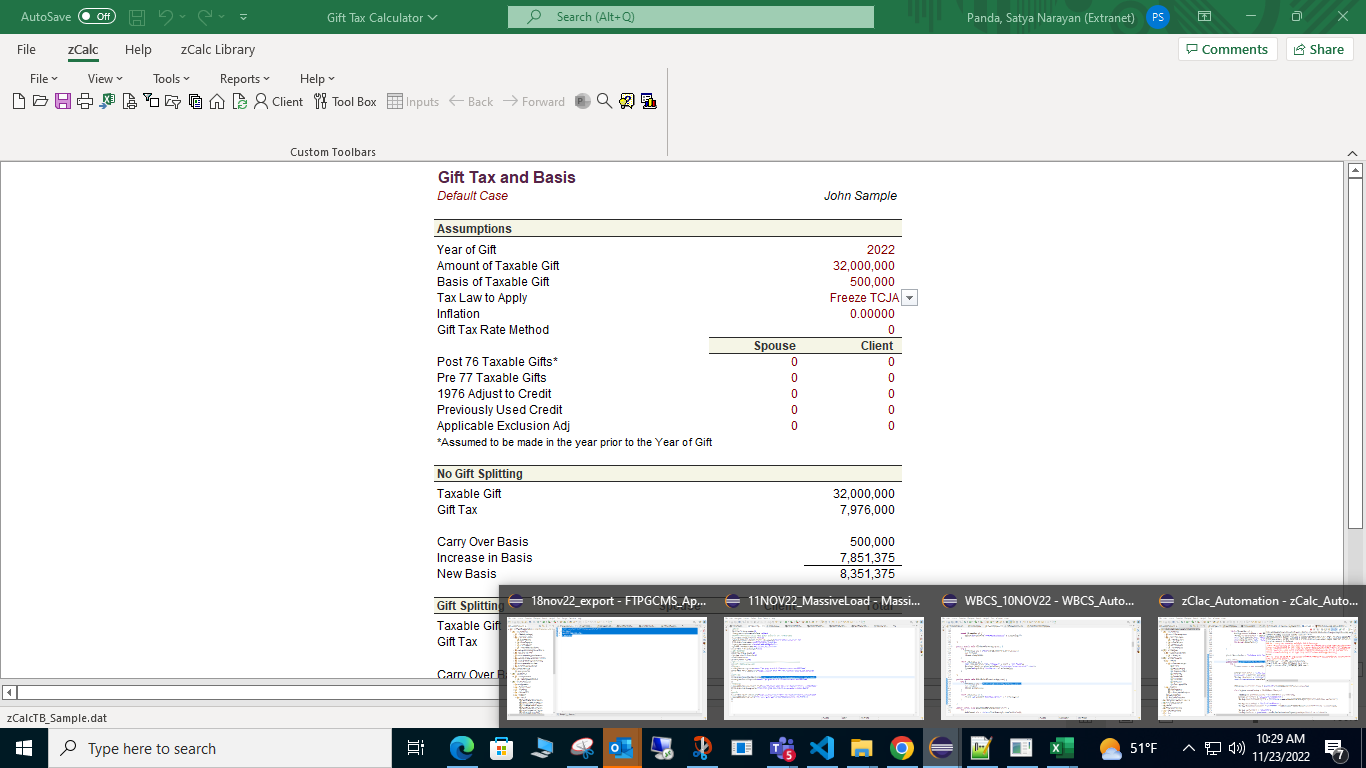 AutoSave Off Gift Tax Calculator Search (Alt+Q) Panda, Satya Narayan (Extranet) PS
File zCalc Help zCalc Library Comments Share
File View Tools Reports Help
Client Tool Box Inputs Back Forward
Custom Toolbars
Gift Tax and Basis
Default Case John Sample
Assumptions
Year of Gift 2022
Amount of Taxable Gift 32,000,000
Basis of Taxable Gift 500,000
Tax Law to Apply Freeze TCJA
Inflation 0.00000
Gift Tax Rate Method 0
Spouse Client
Post 76 Taxable Gifts* 0 0
Pre 77 Taxable Gifts 0 0
1976 Adjust to Credit 0 0
Previously Used Credit 0 0
Applicable Exclusion Adj 0 0
*Assumed to be made in the year prior to the Year of Gift
No Gift Splitting
Taxable Gift 32,000,000
Gift Tax 7,976,000
Carry Over Basis 500,000
Increase in Basis 7,851,375
New Basis 8,351,375
Gift Splitting Spouse Client Total
Taxable Gift
Gift Tax
Carry Over
18nov22_export - FTPGCMS_Ap... 11NOV22_MassiveLoad - Massi... WBCS_10NOV22 - WBCS_Auto... zClac_Automation - zCalc_Auto...
zCalcTB_Sample.dat
Type here to search 5 51°F 10:29 AM
11/23/2022 7